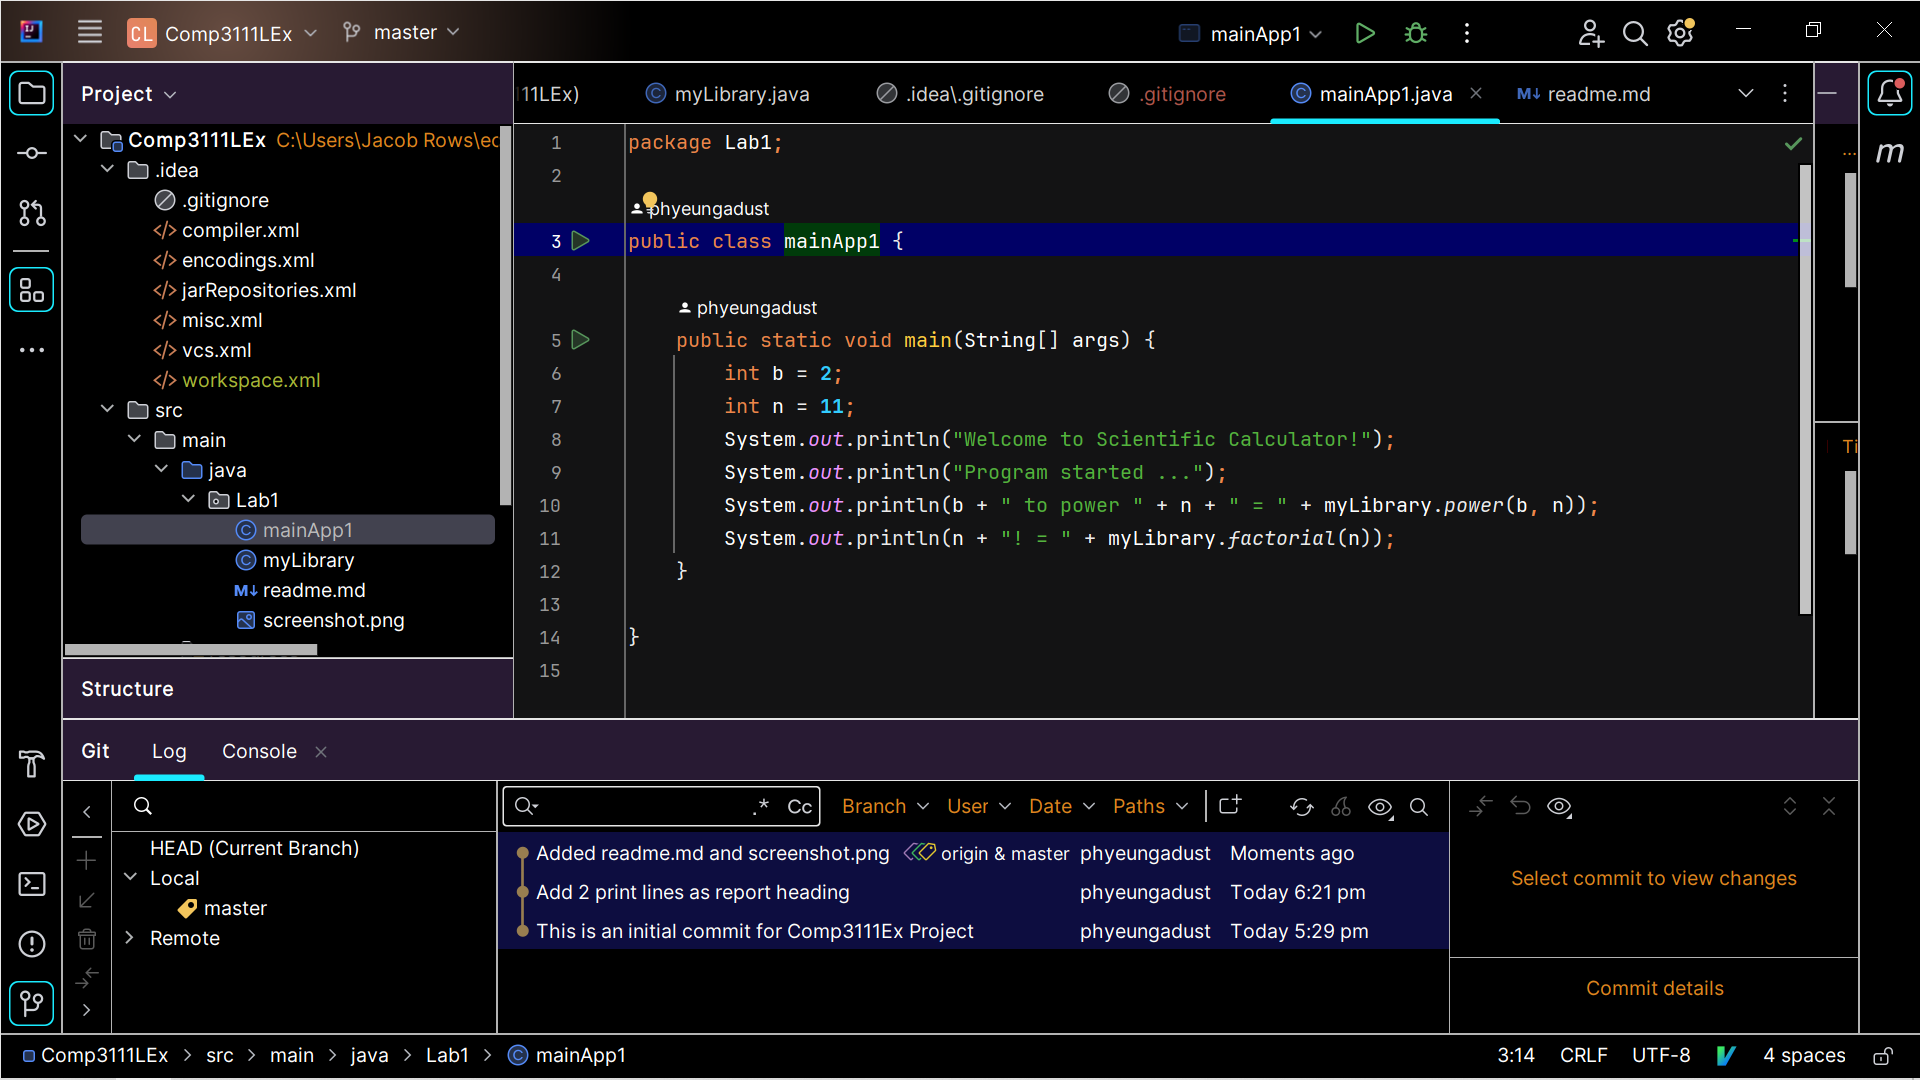 CL Comp3111LEx master mainApp1
Project
11LEx) myLibrary.java .idea\.gitignore .gitignore mainApp1.java M↓ readme.md
Comp3111LEx C:\Users\Jacob Rows\ec
.idea
.gitignore
</> compiler.xml
</> encodings.xml
</> jarRepositories.xml
</> misc.xml
</> vcs.xml
</> workspace.xml
src
main
java
Lab1
C mainApp1
C myLibrary
M↓ readme.md
screenshot.png
Structure
1 package Lab1;
2
phyeungadust
3 public class mainApp1 {
4
phyeungadust
5 public static void main(String[] args) {
6 int b = 2;
7 int n = 11;
8 System.out.println("Welcome to Scientific Calculator!");
9 System.out.println("Program started ...");
10 System.out.println(b + " to power " + n + " = " + myLibrary.power(b, n));
11 System.out.println(n + "! = " + myLibrary.factorial(n));
12 }
13
14 }
15
...
Ti
m
Git Log Console
.* Cc Branch User Date Paths
HEAD (Current Branch)
Local
master
Remote
Added readme.md and screenshot.png origin & master phyeungadust Moments ago
Add 2 print lines as report heading phyeungadust Today 6:21 pm
This is an initial commit for Comp3111Ex Project phyeungadust Today 5:29 pm
Select commit to view changes
Commit details
Comp3111LEx > src > main > java > Lab1 > C mainApp1 3:14 CRLF UTF-8 4 spaces